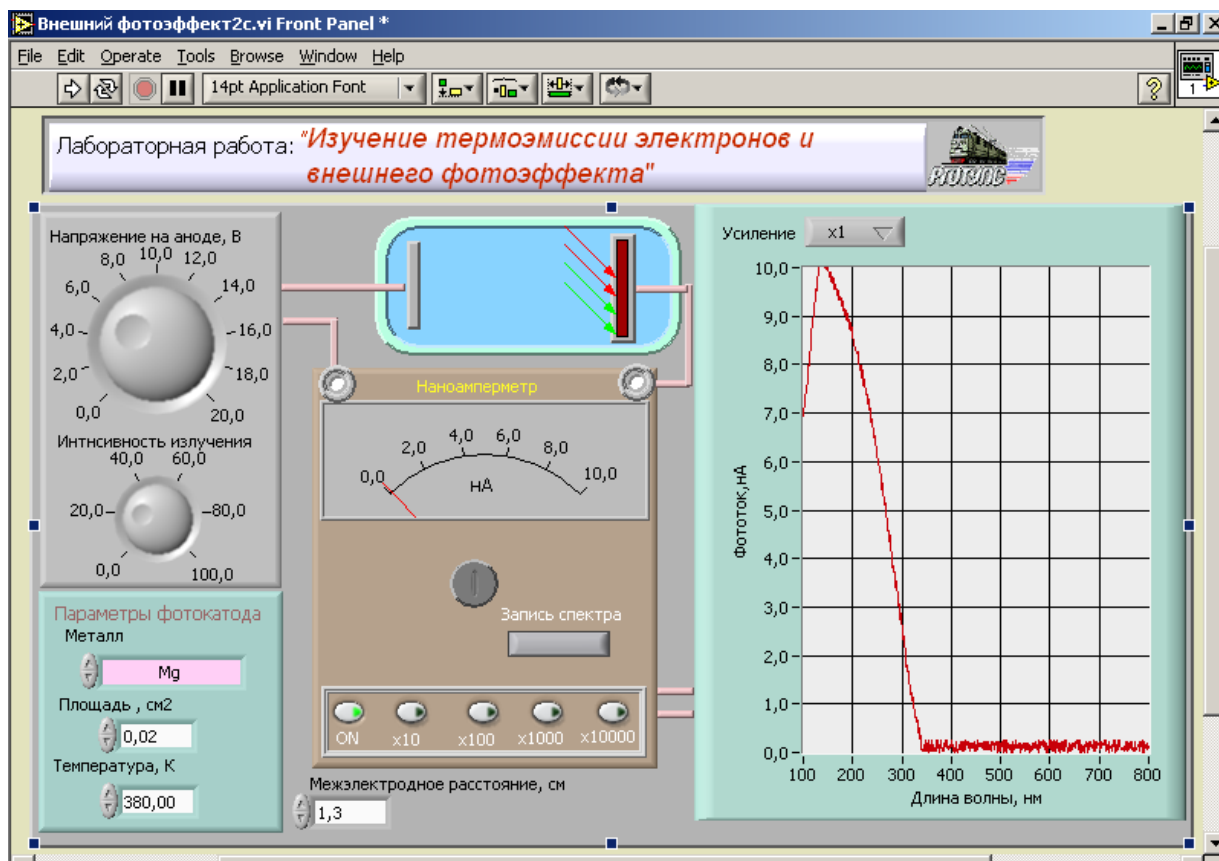 Внешний фотоэффект2c.vi Front Panel *
File Edit Operate Tools Browse Window Help
14pt Application Font
1
Лабораторная работа: "Изучение термоэмиссии электронов и
внешнего фотоэффекта"
РГОТУПС
Напряжение на аноде, В
0,0 2,0 4,0 6,0 8,0 10,0 12,0 14,0 16,0 18,0 20,0
Интнсивность излучения
0,0 20,0 40,0 60,0 80,0 100,0
Параметры фотокатода
Металл
Mg
Площадь , см2
0,02
Температура, К
380,00
Наноамперметр
0,0 2,0 4,0 6,0 8,0 10,0
нА
Запись спектра
ON x10 x100 x1000 x10000
Межэлектродное расстояние, см
1,3
Усиление x1
10,0
9,0
8,0
7,0
6,0
5,0
4,0
3,0
2,0
1,0
0,0
Фототок,нА
100 200 300 400 500 600 700 800
Длина волны, нм